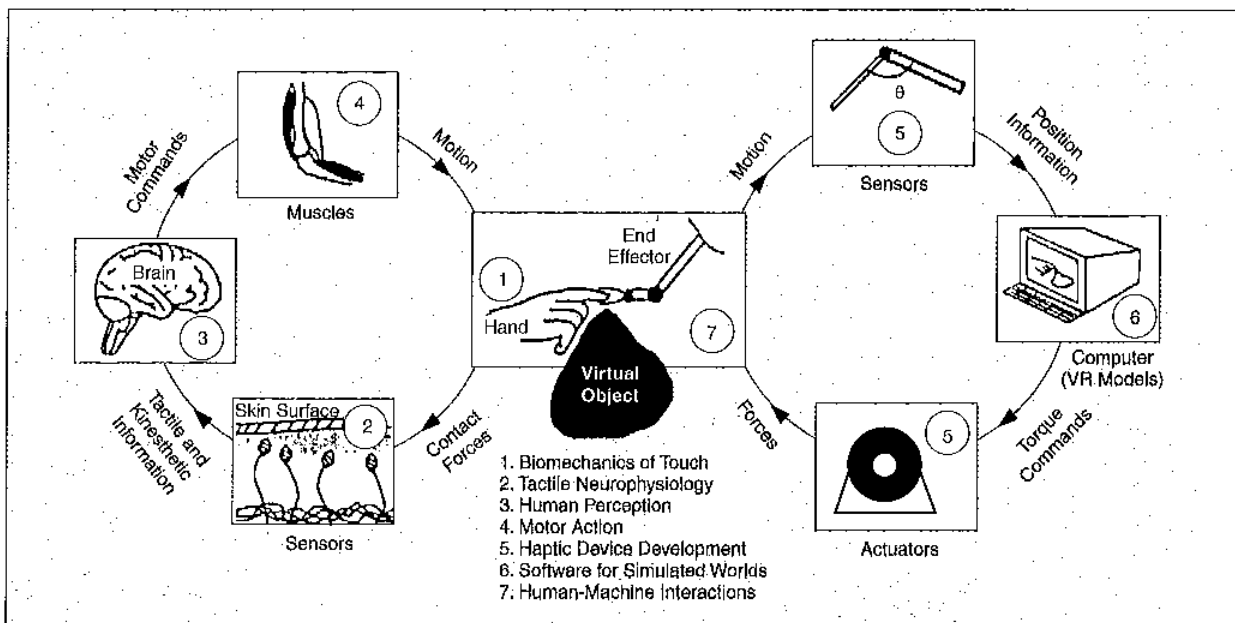 4
Muscles
Motor
Commands
Motion
Brain
3
Tactile and
Kinesthetic
Information
Skin Surface
2
Sensors
Contact
Forces
1
Hand
End
Effector
7
Virtual
Object
Motion
θ
5
Sensors
Position
Information
6
Computer
(VR Models)
Torque
Commands
5
Actuators
Forces
1. Biomechanics of Touch
2. Tactile Neurophysiology
3. Human Perception
4. Motor Action
5. Haptic Device Development
6. Software for Simulated Worlds
7. Human-Machine Interactions